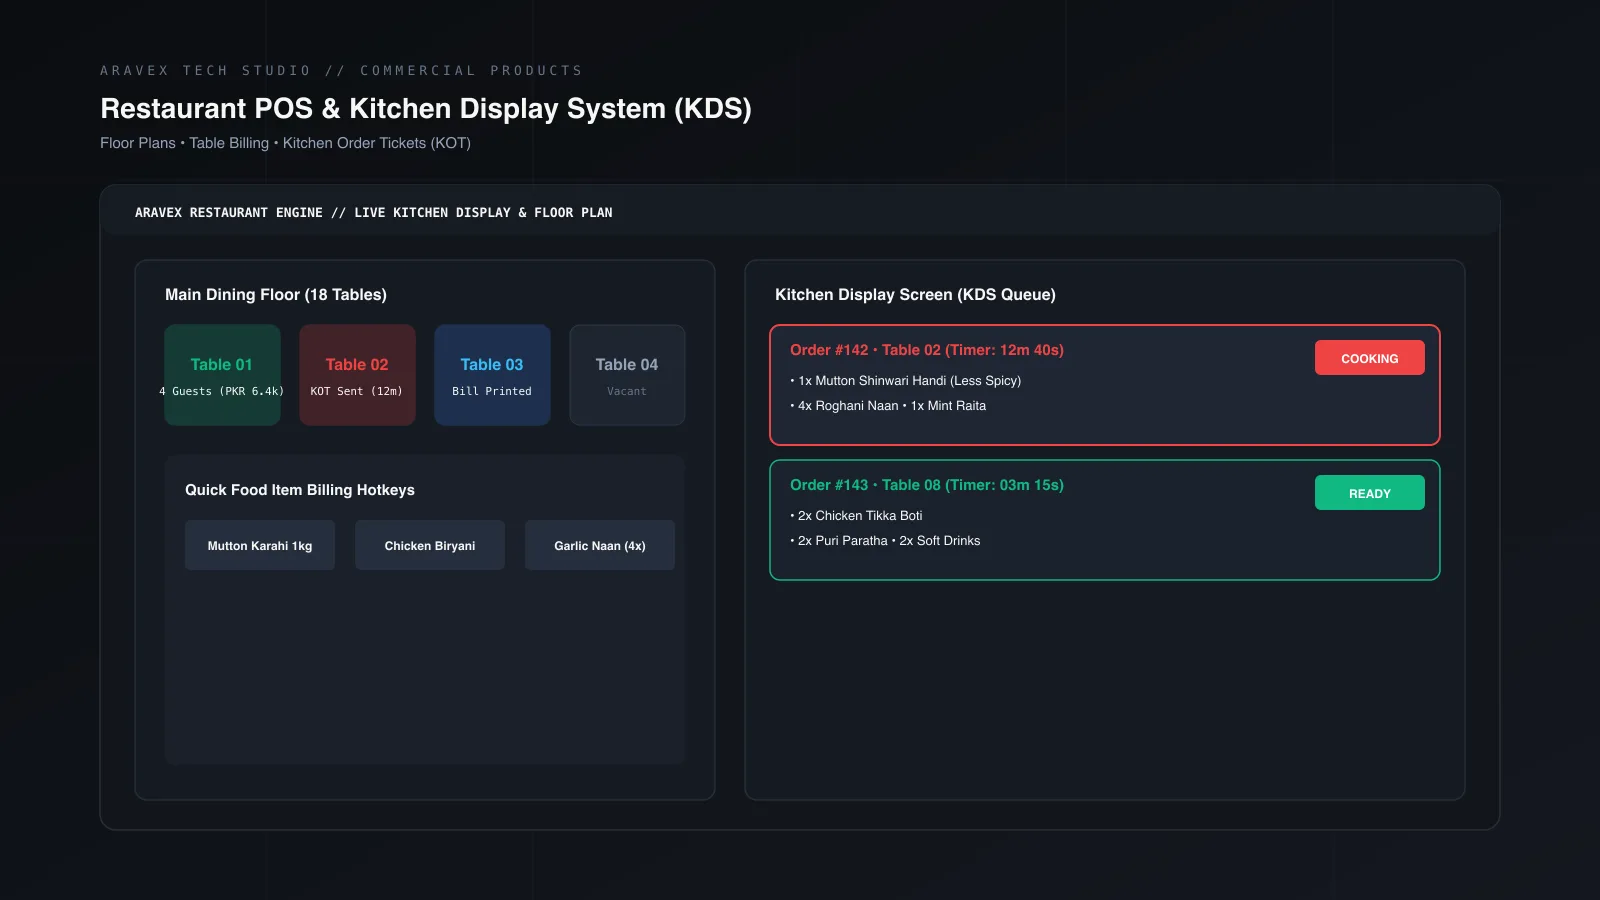 ARAVEX TECH STUDIO // COMMERCIAL PRODUCTS
Restaurant POS & Kitchen Display System (KDS)
Floor Plans • Table Billing • Kitchen Order Tickets (KOT)
ARAVEX RESTAURANT ENGINE // LIVE KITCHEN DISPLAY & FLOOR PLAN
Main Dining Floor (18 Tables)
Table 01
4 Guests (PKR 6.4k)
Table 02
KOT Sent (12m)
Table 03
Bill Printed
Table 04
Vacant
Quick Food Item Billing Hotkeys
Mutton Karahi 1kg
Chicken Biryani
Garlic Naan (4x)
Kitchen Display Screen (KDS Queue)
Order #142 • Table 02 (Timer: 12m 40s)
COOKING
• 1x Mutton Shinwari Handi (Less Spicy)
• 4x Roghani Naan • 1x Mint Raita
Order #143 • Table 08 (Timer: 03m 15s)
READY
• 2x Chicken Tikka Boti
• 2x Puri Paratha • 2x Soft Drinks